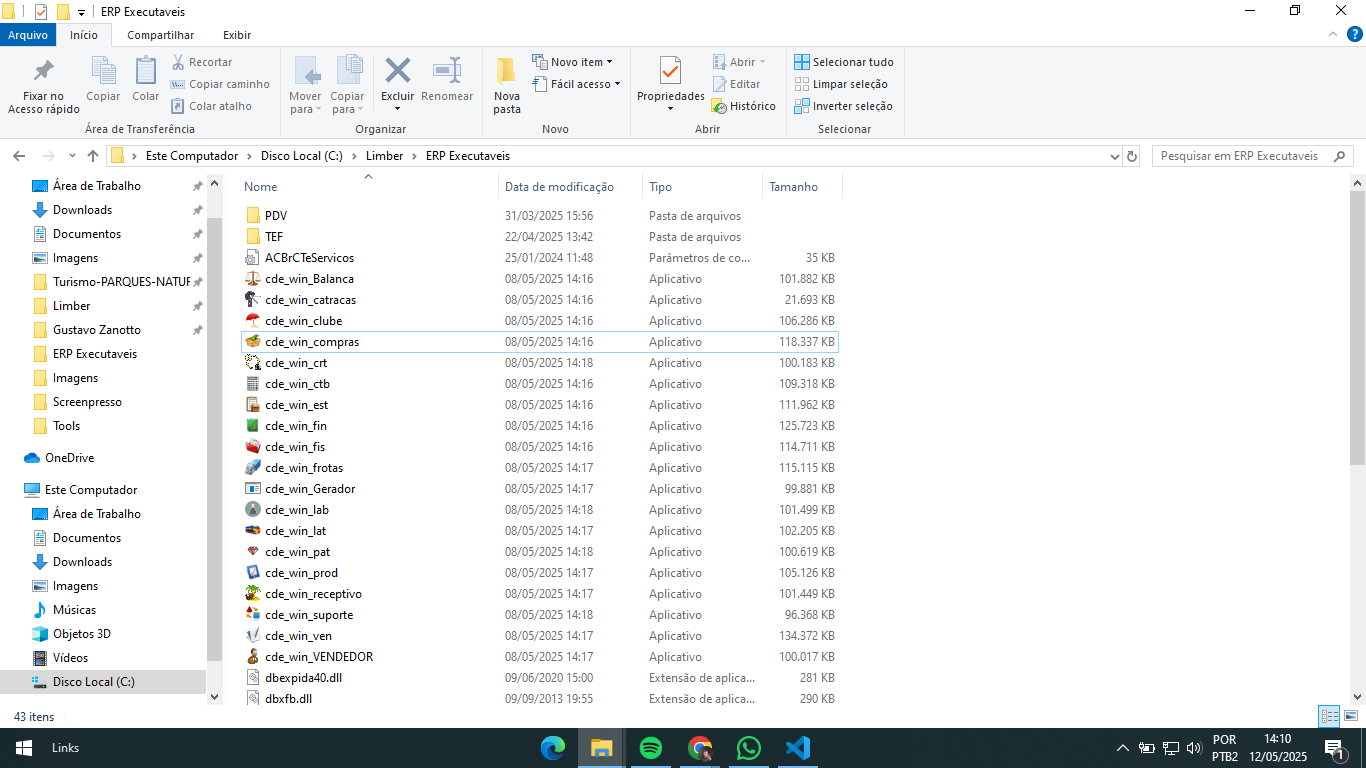 ERP Executaveis
Arquivo Início Compartilhar Exibir
Fixar no Acesso rápido
Copiar
Colar
Recortar
Copiar caminho
Colar atalho
Área de Transferência
Mover para
Copiar para
Excluir
Renomear
Organizar
Nova pasta
Novo item
Fácil acesso
Novo
Propriedades
Abrir
Editar
Histórico
Abrir
Selecionar tudo
Limpar seleção
Inverter seleção
Selecionar
Este Computador Disco Local (C:) Limber ERP Executaveis
Pesquisar em ERP Executaveis
Área de Trabalho
Downloads
Documentos
Imagens
Turismo-PARQUES-NATUR
Limber
Gustavo Zanotto
ERP Executaveis
Imagens
Screenpresso
Tools
OneDrive
Este Computador
Área de Trabalho
Documentos
Downloads
Imagens
Músicas
Objetos 3D
Vídeos
Disco Local (C:)
Nome Data de modificação Tipo Tamanho
PDV 31/03/2025 15:56 Pasta de arquivos
TEF 22/04/2025 13:42 Pasta de arquivos
ACBrCTeServicos 25/01/2024 11:48 Parâmetros de co... 35 KB
cde_win_Balanca 08/05/2025 14:16 Aplicativo 101.882 KB
cde_win_catracas 08/05/2025 14:16 Aplicativo 21.693 KB
cde_win_clube 08/05/2025 14:16 Aplicativo 106.286 KB
cde_win_compras 08/05/2025 14:16 Aplicativo 118.337 KB
cde_win_crt 08/05/2025 14:18 Aplicativo 100.183 KB
cde_win_ctb 08/05/2025 14:16 Aplicativo 109.318 KB
cde_win_est 08/05/2025 14:16 Aplicativo 111.962 KB
cde_win_fin 08/05/2025 14:16 Aplicativo 125.723 KB
cde_win_fis 08/05/2025 14:16 Aplicativo 114.711 KB
cde_win_frotas 08/05/2025 14:17 Aplicativo 115.115 KB
cde_win_Gerador 08/05/2025 14:17 Aplicativo 99.881 KB
cde_win_lab 08/05/2025 14:18 Aplicativo 101.499 KB
cde_win_lat 08/05/2025 14:17 Aplicativo 102.205 KB
cde_win_pat 08/05/2025 14:18 Aplicativo 100.619 KB
cde_win_prod 08/05/2025 14:17 Aplicativo 105.126 KB
cde_win_receptivo 08/05/2025 14:17 Aplicativo 101.449 KB
cde_win_suporte 08/05/2025 14:18 Aplicativo 96.368 KB
cde_win_ven 08/05/2025 14:17 Aplicativo 134.372 KB
cde_win_VENDEDOR 08/05/2025 14:17 Aplicativo 100.017 KB
dbexpida40.dll 09/06/2020 15:00 Extensão de aplica... 281 KB
dbxfb.dll 09/09/2013 19:55 Extensão de aplica... 290 KB
43 itens
Links
POR
PTB2
14:10
12/05/2025
1